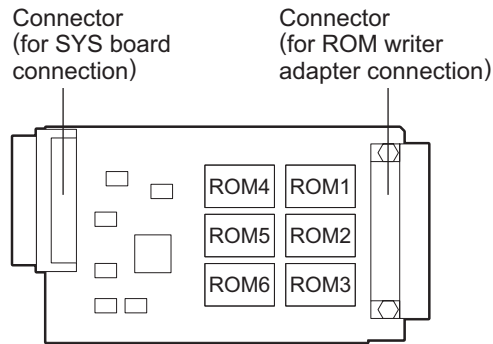 Connector
(for SYS board
connection)
Connector
(for ROM writer
adapter connection)
ROM4 ROM1
ROM5 ROM2
ROM6 ROM3